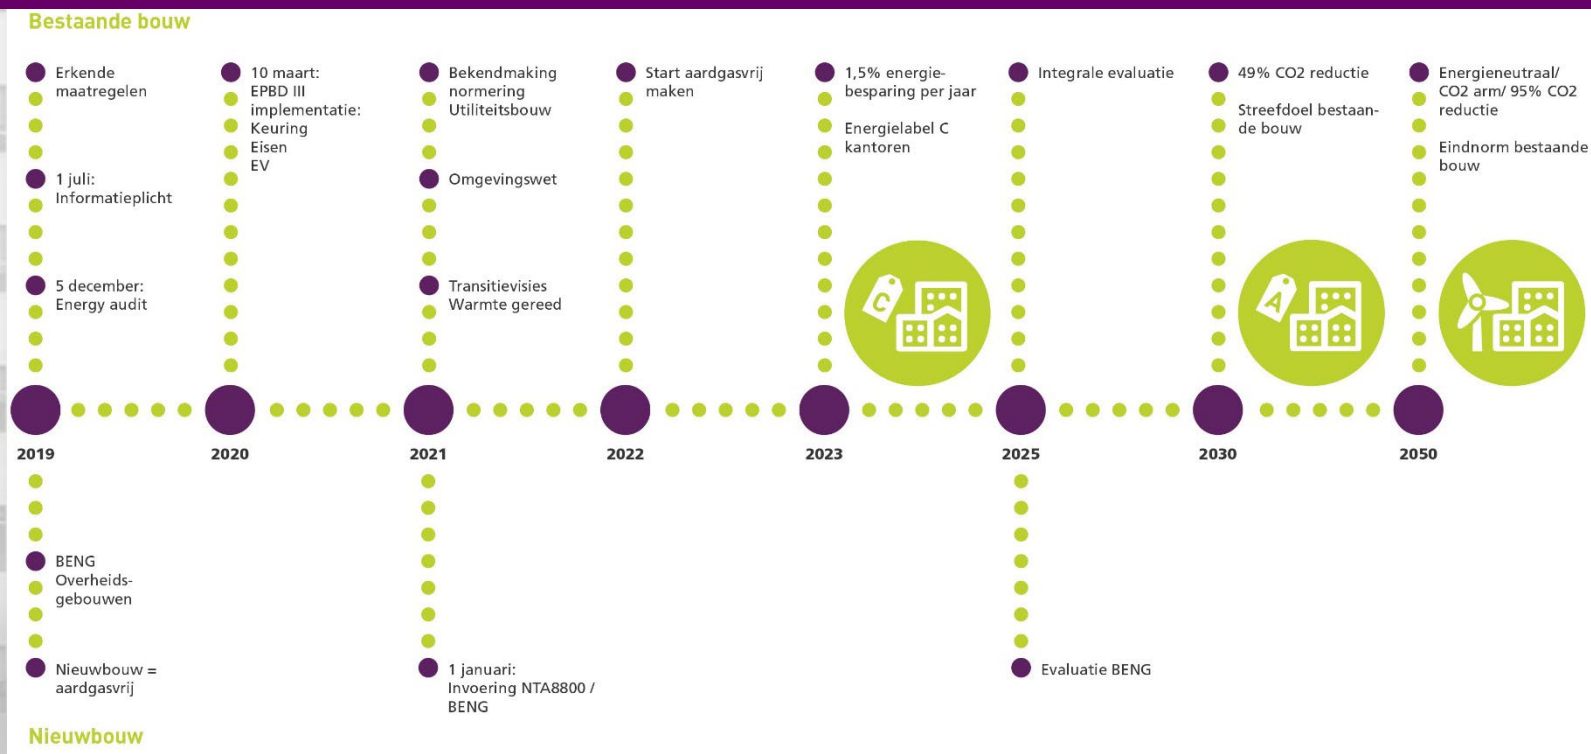 Bestaande bouw
Erkende
maatregelen
1 juli:
Informatieplicht
5 december:
Energy audit
10 maart:
EPBD III
implementatie:
Keuring
Eisen
EV
Bekendmaking
normering
Utiliteitsbouw
Omgevingswet
Transitievisies
Warmte gereed
Start aardgasvrij
maken
1,5% energie-
besparing per jaar
Energielabel C
kantoren
C
Integrale evaluatie
49% CO2 reductie
Streefdoel bestaan-
de bouw
A
Energieneutraal/
CO2 arm/ 95% CO2
reductie
Eindnorm bestaande
bouw
2019
2020
2021
2022
2023
2025
2030
2050
BENG
Overheids-
gebouwen
Nieuwbouw =
aardgasvrij
1 januari:
Invoering NTA8800 /
BENG
Evaluatie BENG
Nieuwbouw